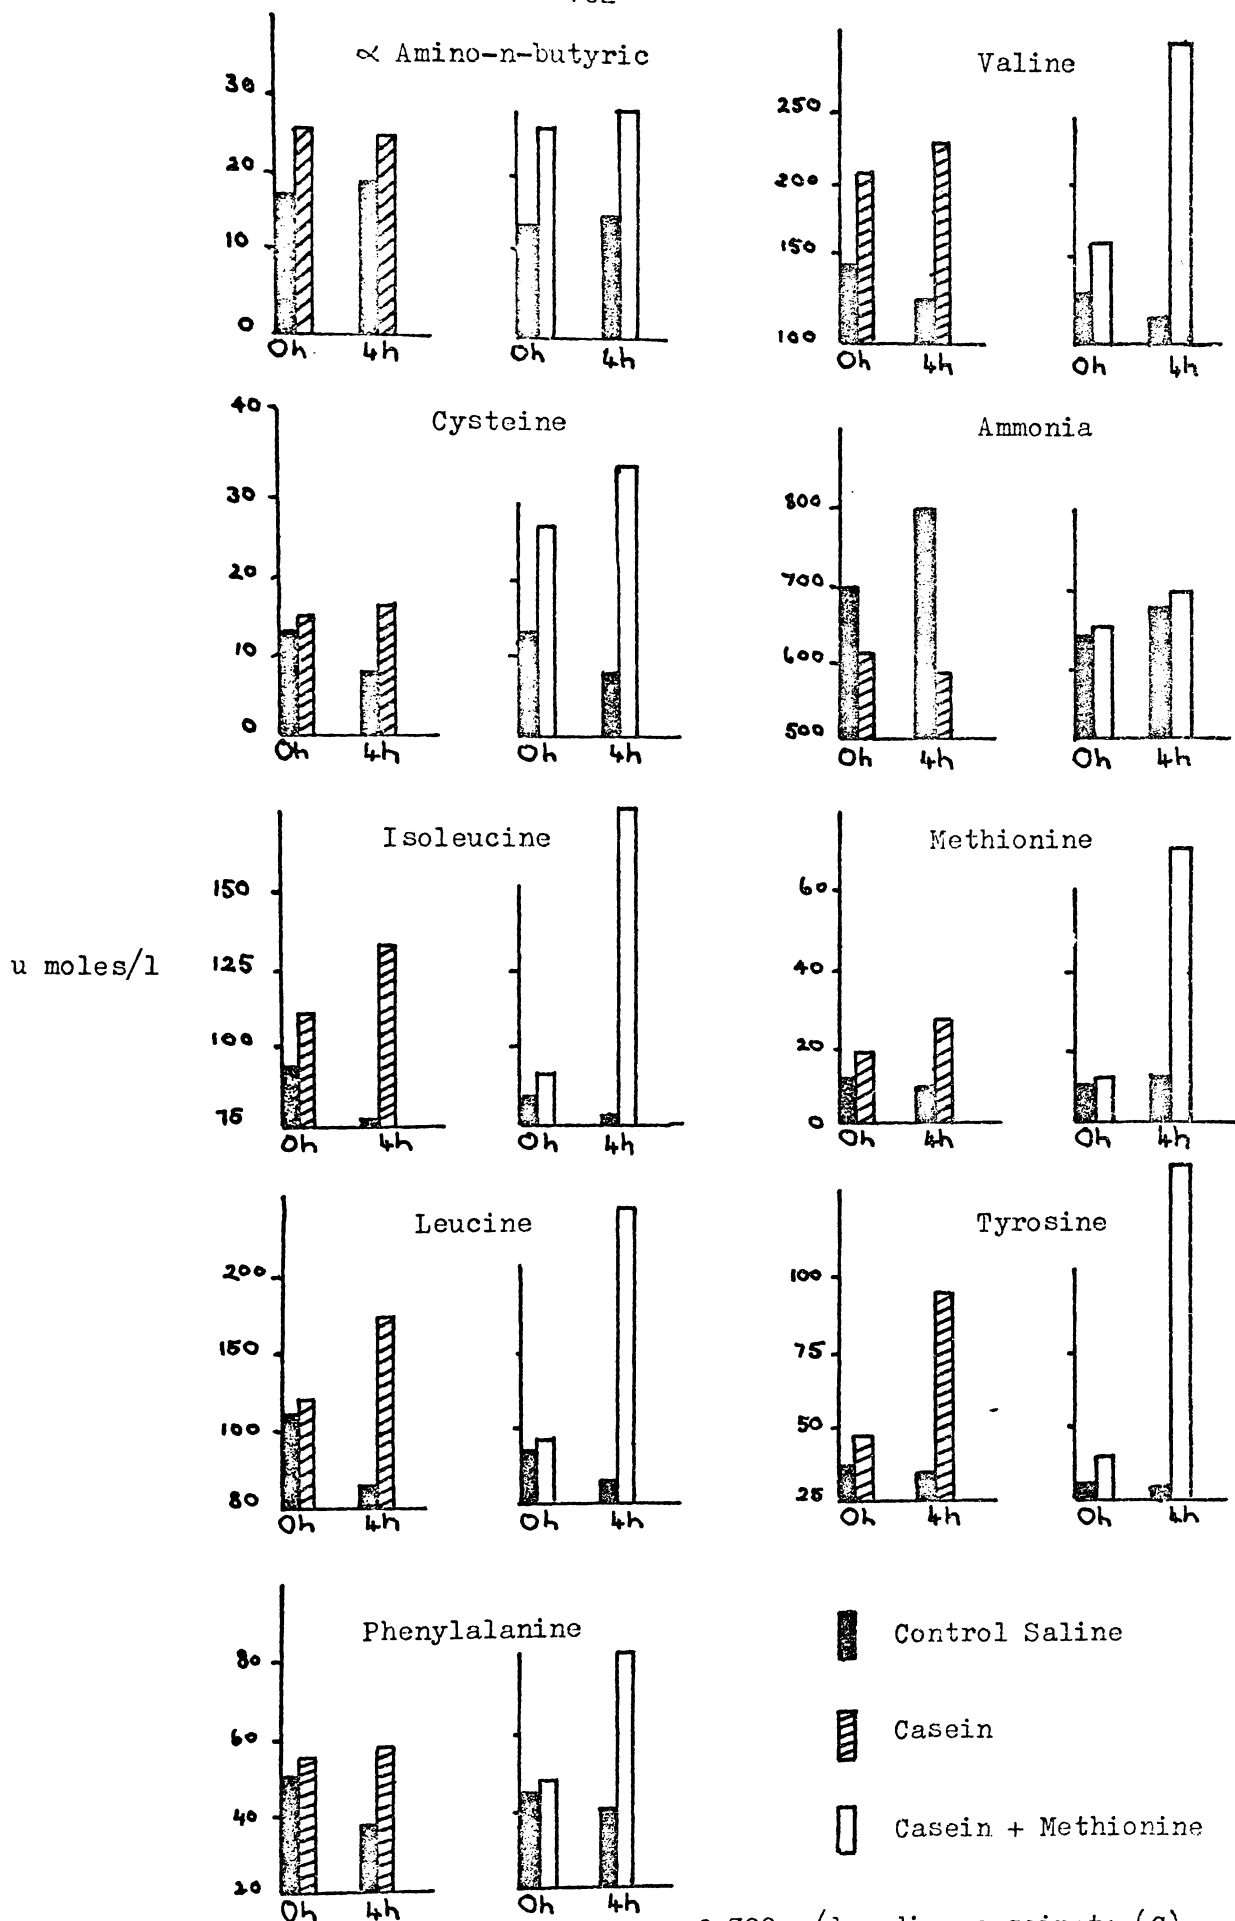 α Amino-n-butyric
30
20
10
0
0h 4h
0h 4h
Valine
250
200
150
100
0h 4h
0h 4h
Cysteine
40
30
20
10
0
0h 4h
0h 4h
Ammonia
800
700
600
500
0h 4h
0h 4h
u moles/l
Isoleucine
150
125
100
75
0h 4h
0h 4h
Methionine
60
40
20
0
0h 4h
0h 4h
Leucine
200
150
100
80
0h 4h
0h 4h
Tyrosine
100
75
50
25
0h 4h
0h 4h
Phenylalanine
80
60
40
20
0h 4h
0h 4h
Control Saline
Casein
Casein + Methionine